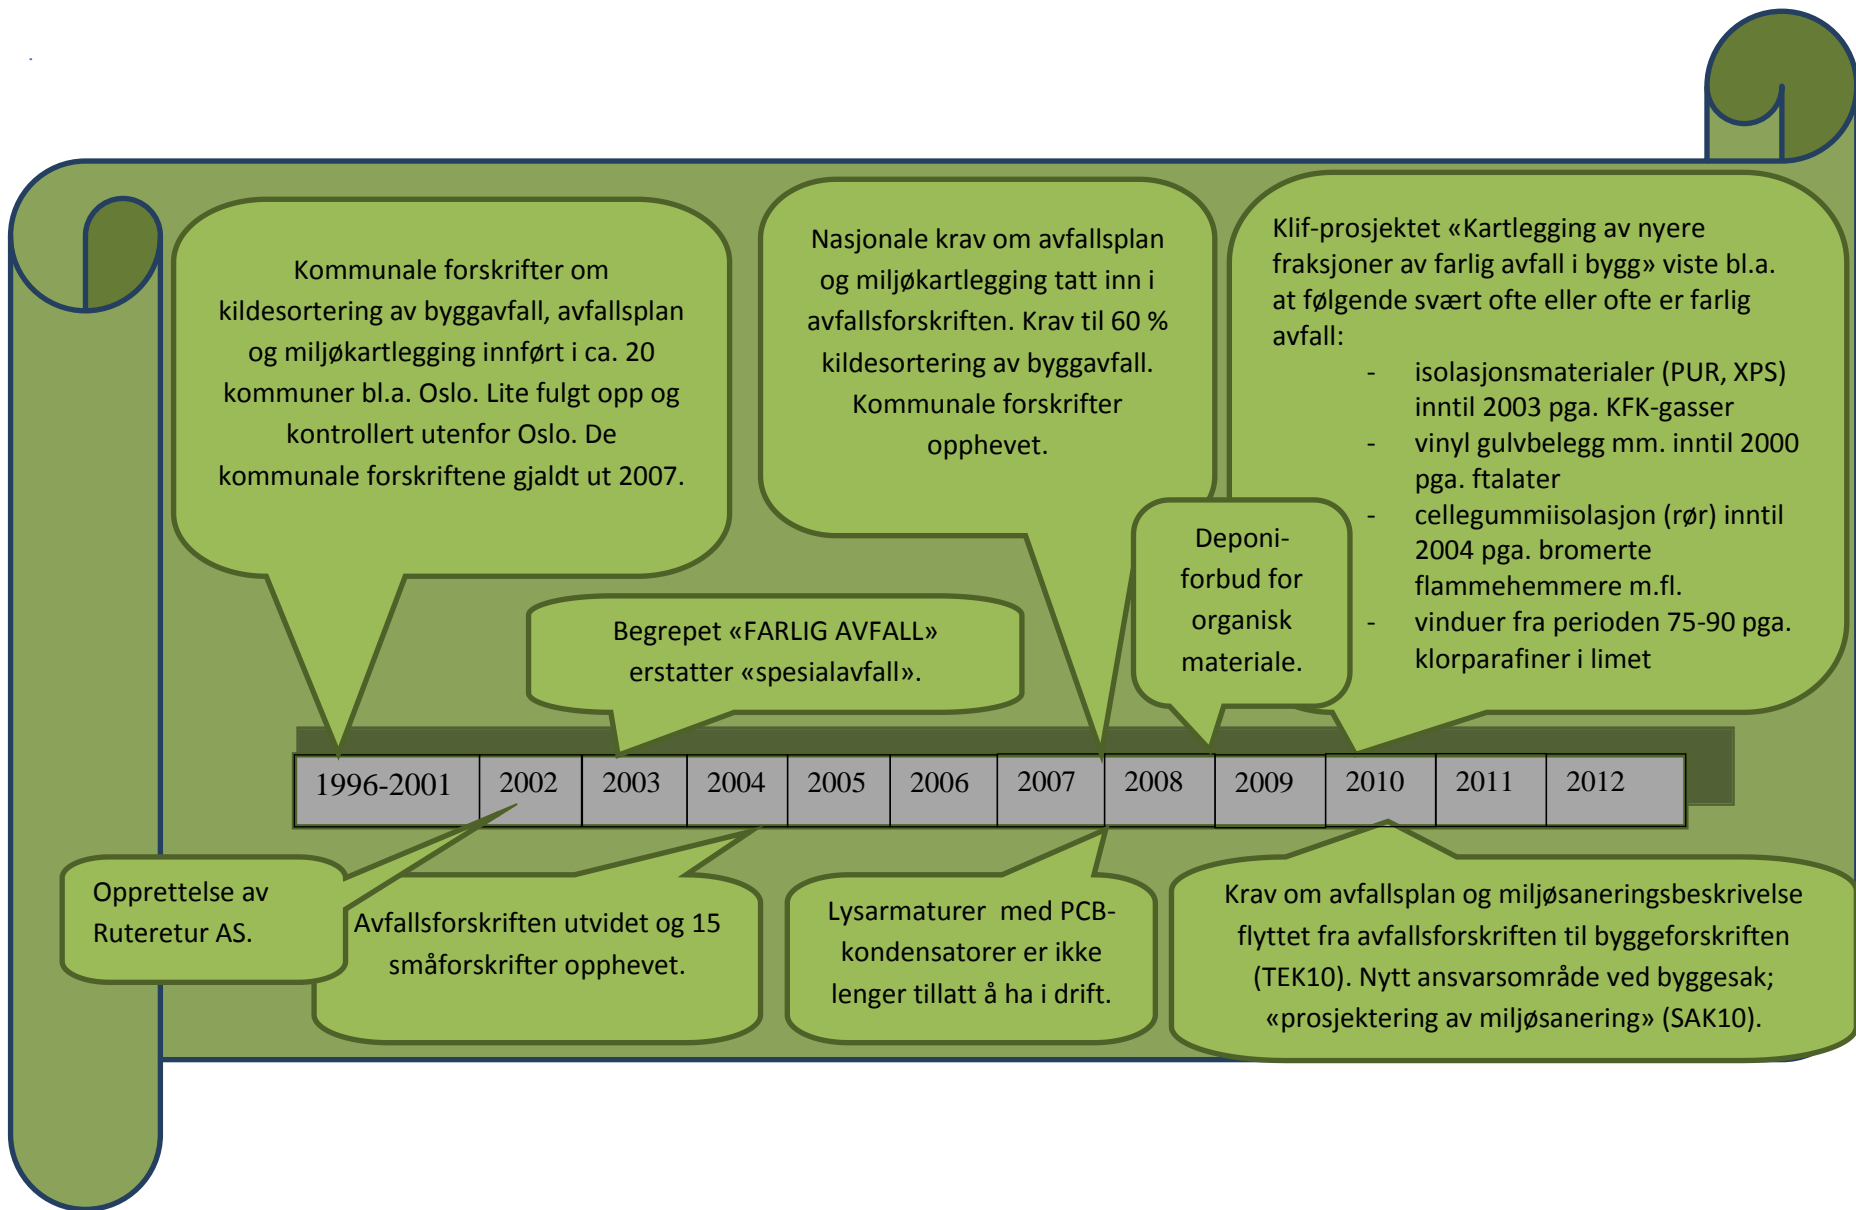 Kommunale forskrifter om
kildesortering av byggavfall, avfallsplan
og miljøkartlegging innført i ca. 20
kommuner bl.a. Oslo. Lite fulgt opp og
kontrollert utenfor Oslo. De
kommunale forskriftene gjaldt ut 2007.
Nasjonale krav om avfallsplan
og miljøkartlegging tatt inn i
avfallsforskriften. Krav til 60 %
kildesortering av byggavfall.
Kommunale forskrifter
opphevet.
Klif-prosjektet «Kartlegging av nyere
fraksjoner av farlig avfall i bygg» viste bl.a.
at følgende svært ofte eller ofte er farlig
avfall:
- isolasjonsmaterialer (PUR, XPS)
inntil 2003 pga. KFK-gasser
- vinyl gulvbelegg mm. inntil 2000
pga. ftalater
- cellegummiisolasjon (rør) inntil
2004 pga. bromerte
flammehemmere m.fl.
- vinduer fra perioden 75-90 pga.
klorparafiner i limet
Deponi-
forbud for
organisk
materiale.
Begrepet «FARLIG AVFALL»
erstatter «spesialavfall».
1996-2001 2002 2003 2004 2005 2006 2007 2008 2009 2010 2011 2012
Opprettelse av
Ruteretur AS.
Avfallsforskriften utvidet og 15
småforskrifter opphevet.
Lysarmaturer med PCB-
kondensatorer er ikke
lenger tillatt å ha i drift.
Krav om avfallsplan og miljøsaneringsbeskrivelse
flyttet fra avfallsforskriften til byggeforskriften
(TEK10). Nytt ansvarsområde ved byggesak;
«prosjektering av miljøsanering» (SAK10).